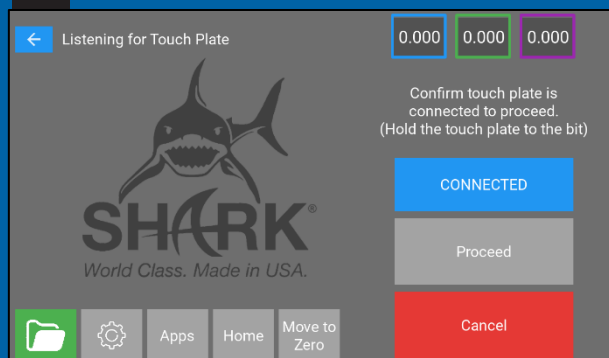 Listening for Touch Plate
0.000 0.000 0.000
Confirm touch plate is
connected to proceed.
(Hold the touch plate to the bit)
CONNECTED
Proceed
Cancel
SHARK®
World Class. Made in USA.
Apps
Home
Move to
Zero